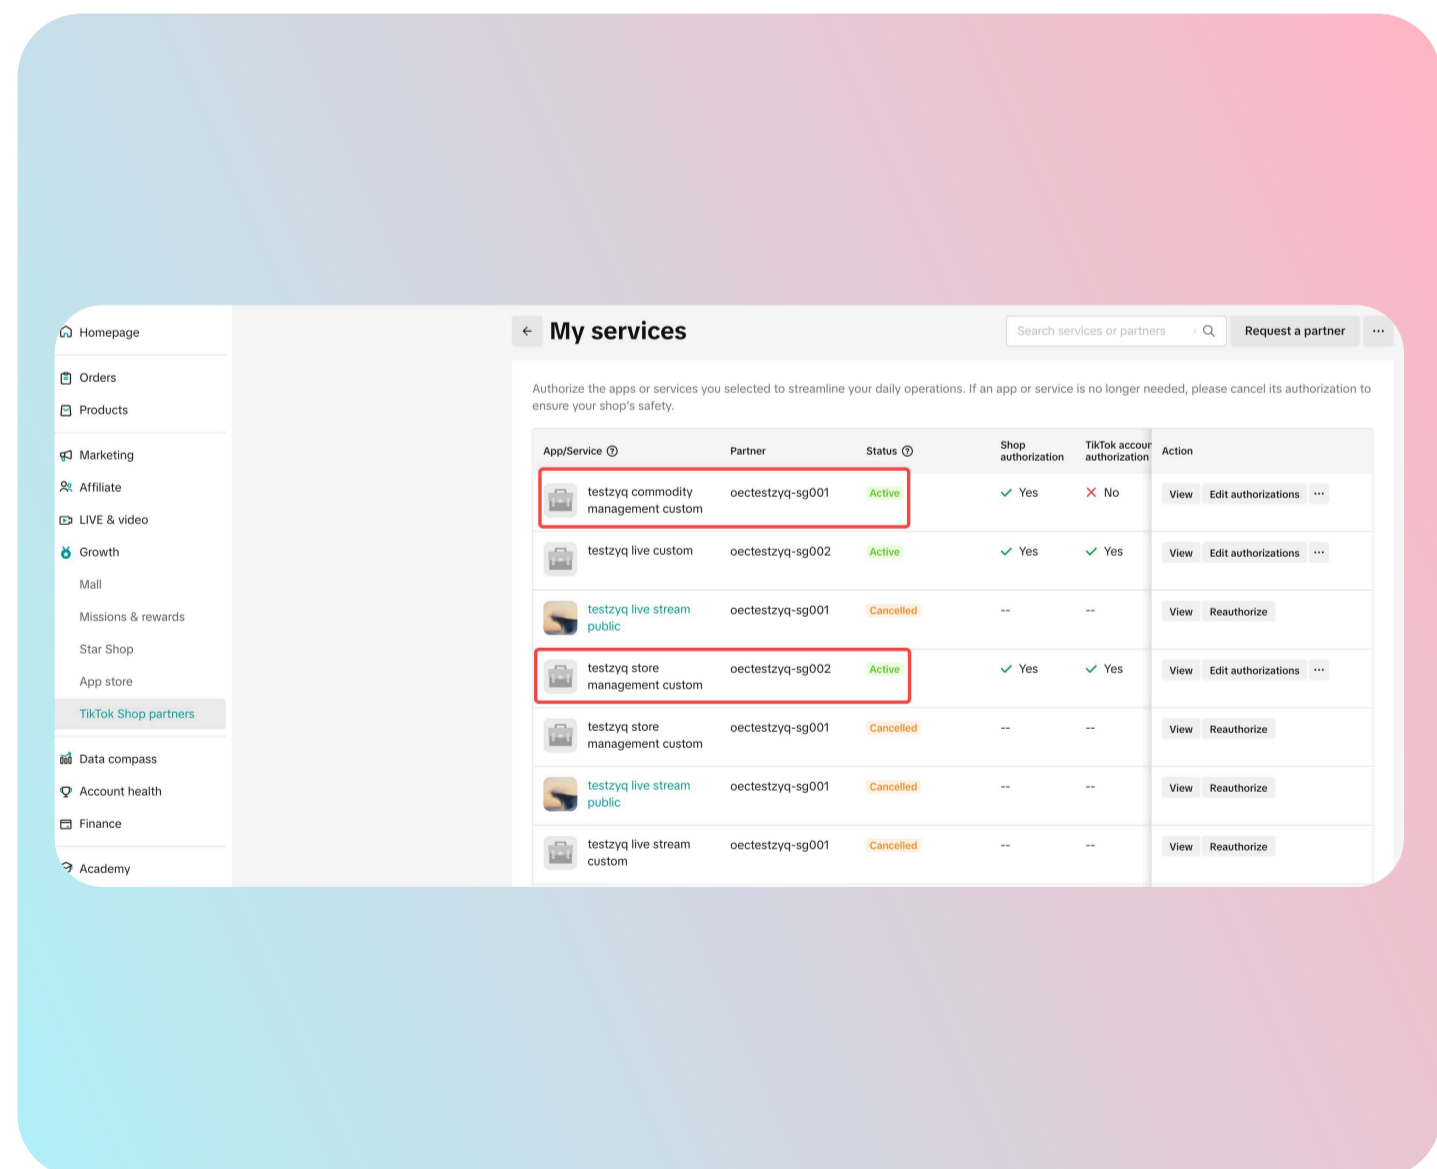 Homepage
Orders
Products
Marketing
Affiliate
LIVE & video
Growth
Mall
Missions & rewards
Star Shop
App store
TikTok Shop partners
Data compass
Account health
Finance
Academy
My services
Search services or partners
Request a partner
Authorize the apps or services you selected to streamline your daily operations. If an app or service is no longer needed, please cancel its authorization to
ensure your shop's safety.
App/Service
Partner
Status
Shop
authorization
TikTok accour
authorization
Action
testzyq commodity
management custom
oectestzyq-sg001
Active
Yes
No
View
Edit authorizations
testzyq live custom
oectestzyq-sg002
Active
Yes
Yes
View
Edit authorizations
testzyq live stream
public
oectestzyq-sg001
Cancelled
--
--
View
Reauthorize
testzyq store
management custom
oectestzyq-sg002
Active
Yes
Yes
View
Edit authorizations
testzyq store
management custom
oectestzyq-sg001
Cancelled
--
--
View
Reauthorize
testzyq live stream
public
oectestzyq-sg001
Cancelled
--
--
View
Reauthorize
testzyq live stream
custom
oectestzyq-sg001
Cancelled
--
--
View
Reauthorize